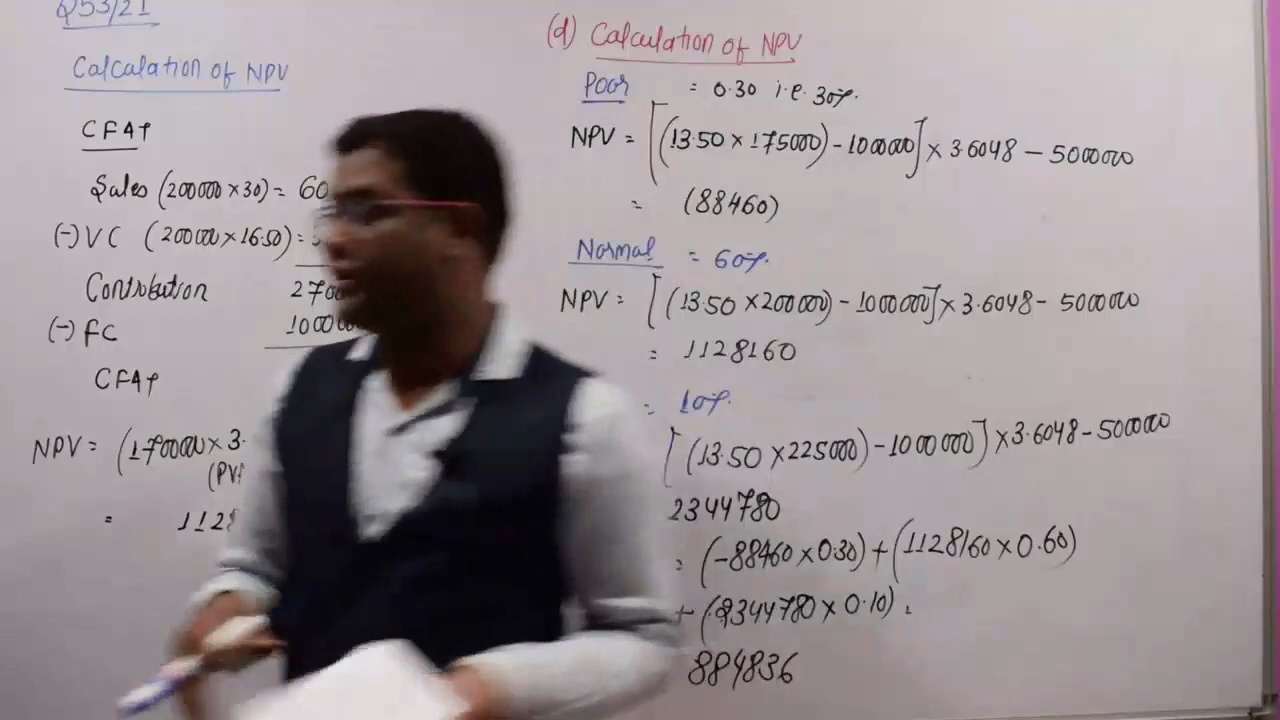 Q53/21
Calculation of NPV
CFAT
Sales (200000 × 30) = 60
(-) VC (200000 × 16.50) =
Contribution 2700
(-) FC 10000
CFAT
NPV = (1700000 × 3.
(PV
= 112
(d) Calculation of NPV
Poor = 0.30 i.e. 30%.
NPV = [(13.50 × 175000) - 1000000] × 3.6048 - 5000000
= (88460)
Normal = 60%.
NPV = [(13.50 × 200000) - 1000000] × 3.6048 - 5000000
= 1128160
= 10%.
[(13.50 × 225000) - 1000000] × 3.6048 - 5000000
2344780
= (-88460 × 0.30) + (1128160 × 0.60)
+ (2344780 × 0.10) =
884836